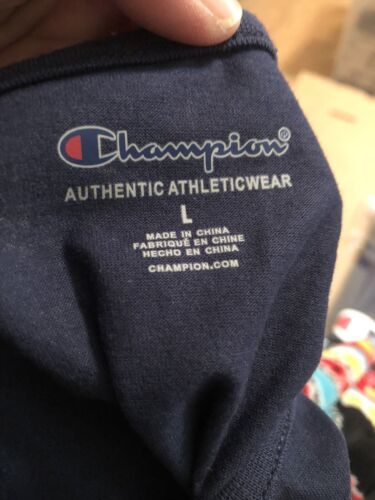 Champion®
AUTHENTIC ATHLETICWEAR
L
MADE IN CHINA
FABRIQUÉ EN CHINE
HECHO EN CHINA
CHAMPION.COM